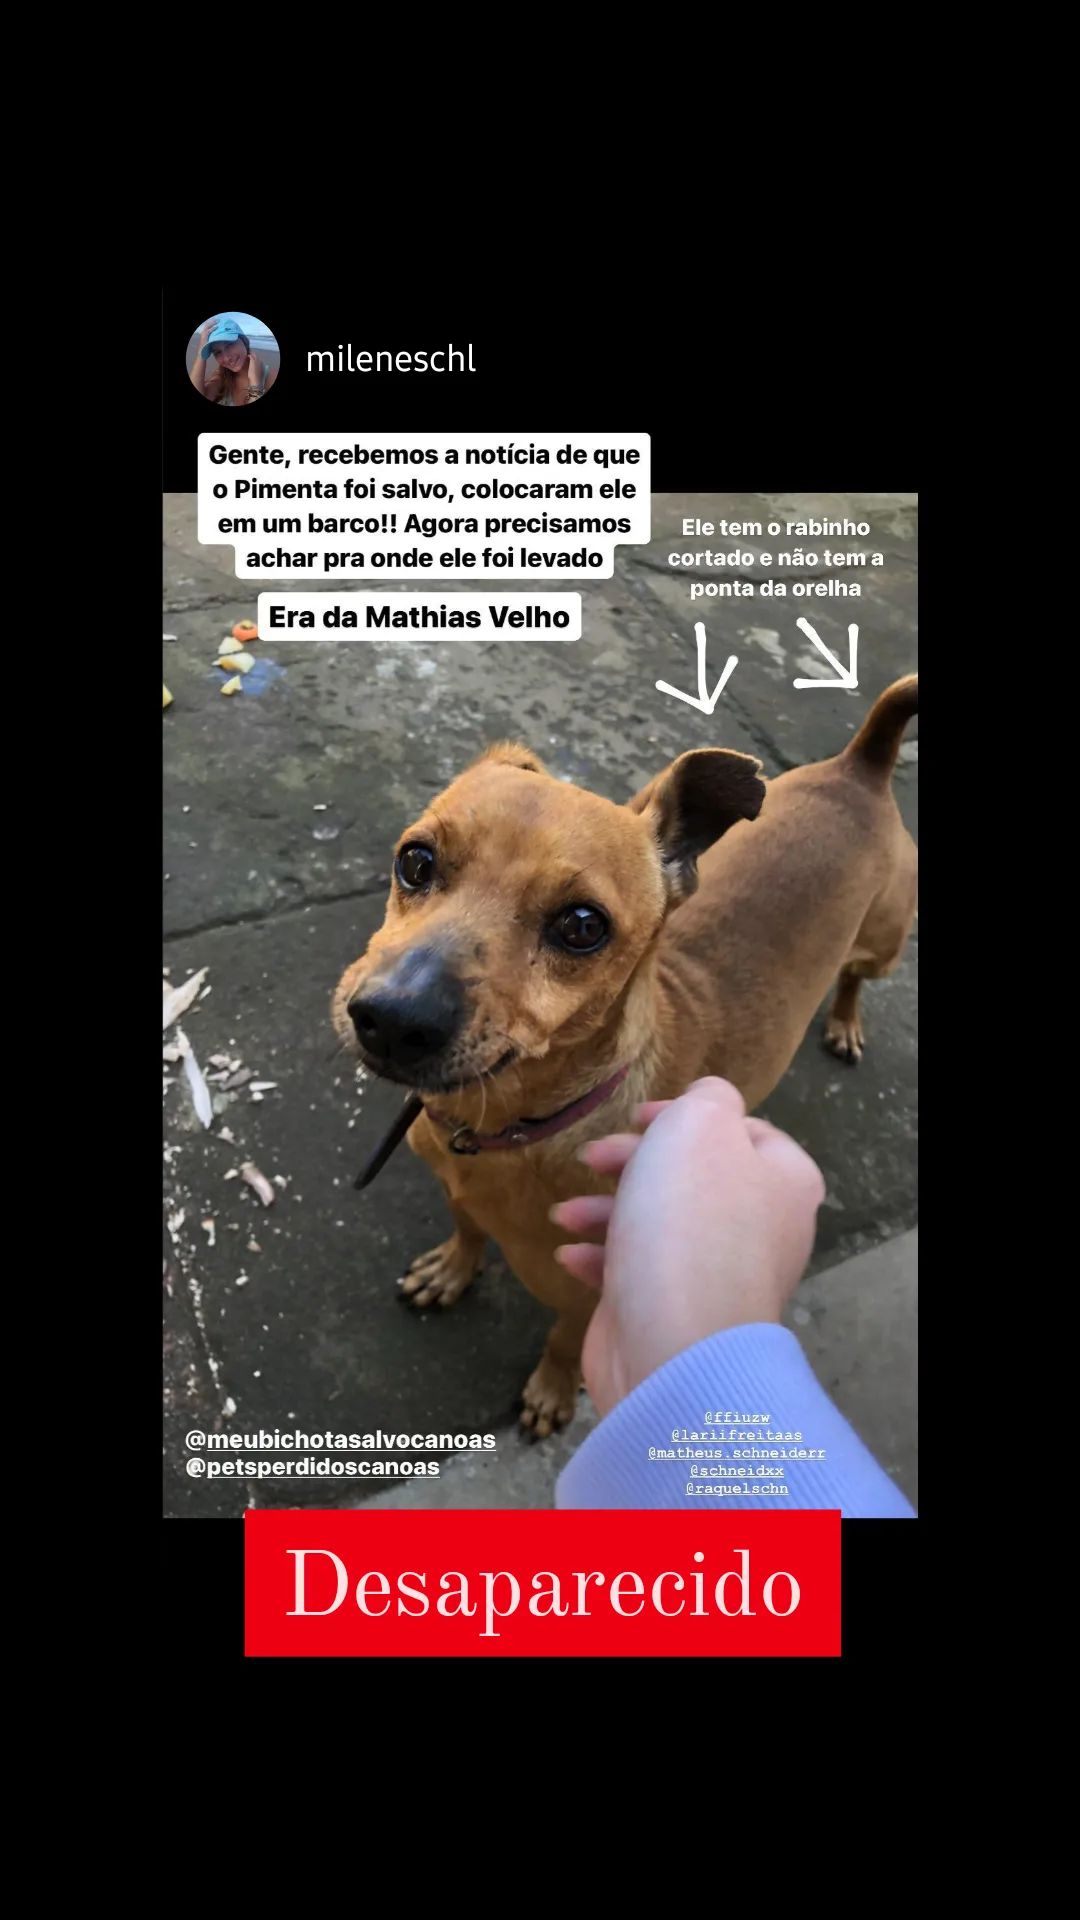 mileneschl
Gente, recebemos a notícia de que
o Pimenta foi salvo, colocaram ele
em um barco!! Agora precisamos
achar pra onde ele foi levado
Era da Mathias Velho
Ele tem o rabinho
cortado e não tem a
ponta da orelha
@meubichotasalvocanoas
@petsperdidoscanoas
@ffiuzw
@lariifreitaas
@matheus.schneiderr
@schneidxx
@raquelschn
Desaparecido